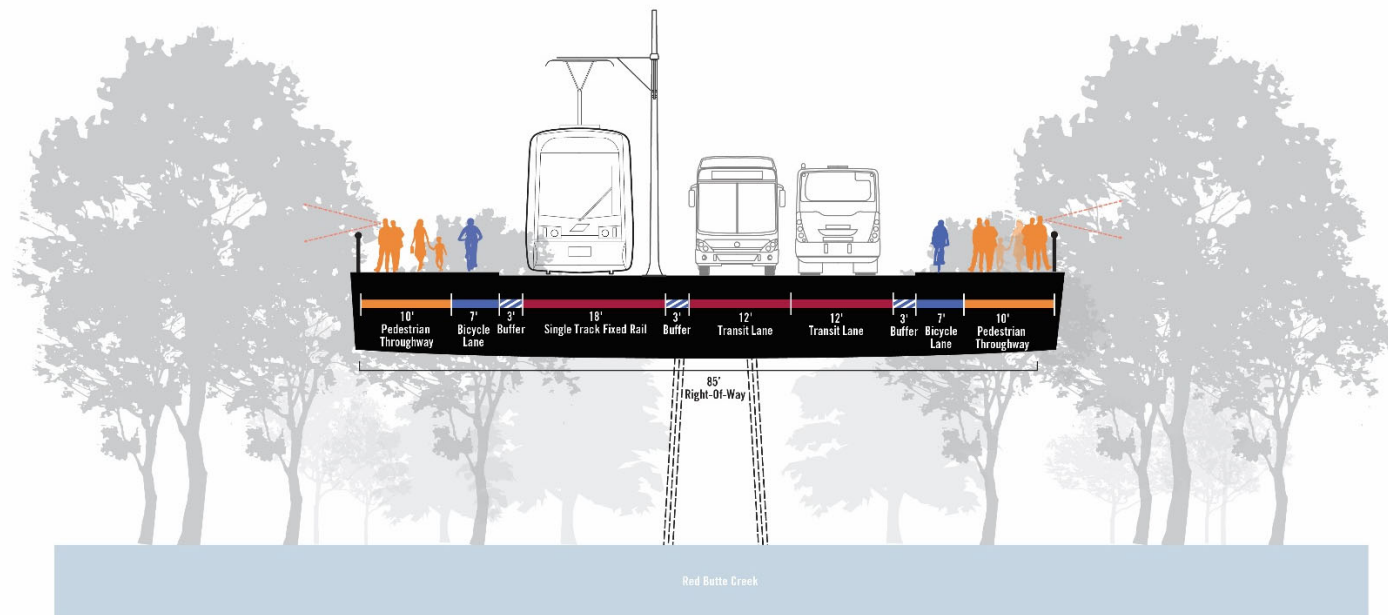 10'
Pedestrian
Throughway
7'
Bicycle
Lane
3'
Buffer
18'
Single Track Fixed Rail
3'
Buffer
12'
Transit Lane
12'
Transit Lane
3'
Buffer
7'
Bicycle
Lane
10'
Pedestrian
Throughway
85'
Right-Of-Way
Red Butte Creek